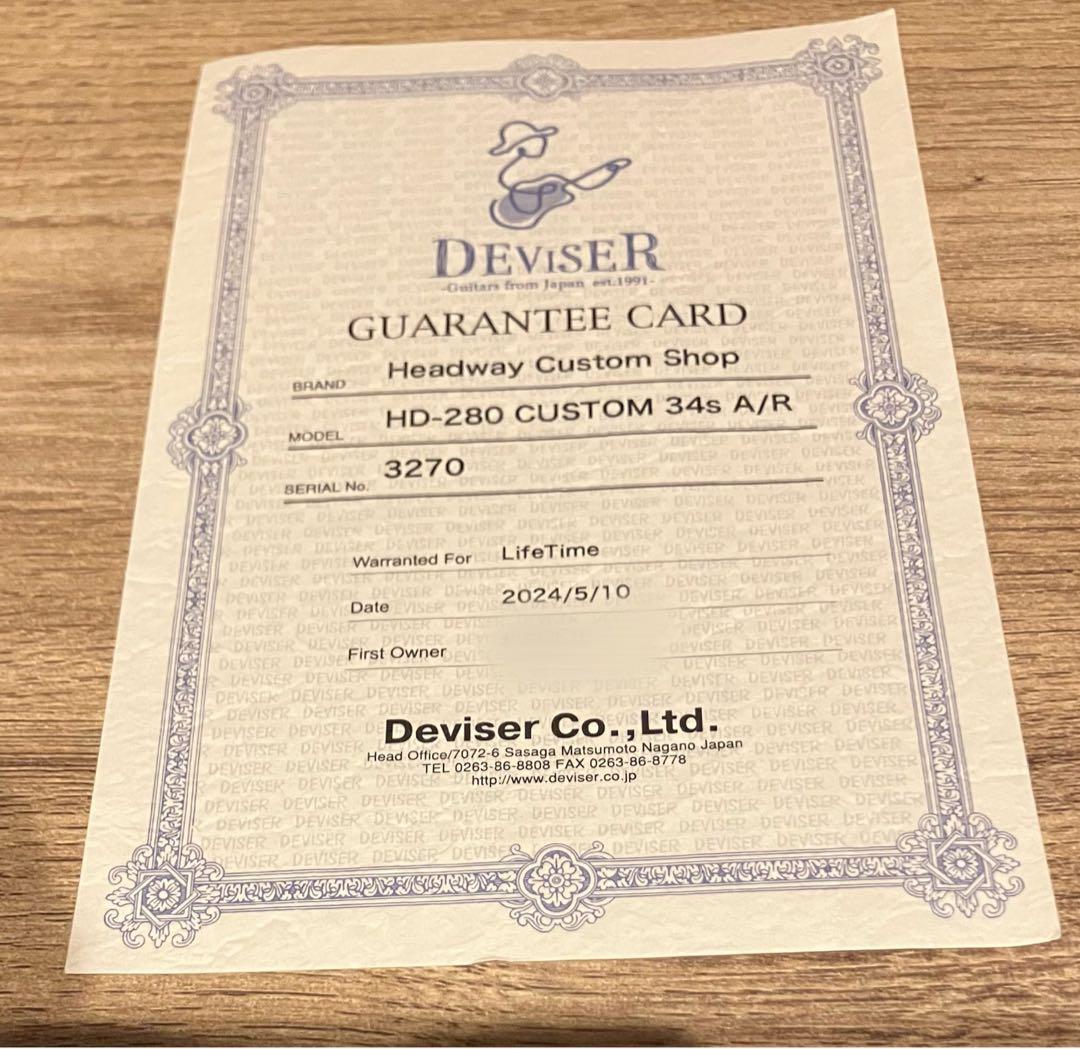 DEVISER
-Guitars from Japan est.1991-
GUARANTEE CARD
BRAND Headway Custom Shop
MODEL HD-280 CUSTOM 34s A/R
SERIAL No. 3270
Warranted For LifeTime
Date 2024/5/10
First Owner
Deviser Co.,Ltd.
Head Office/7072-6 Sasaga Matsumoto Nagano Japan
TEL 0263-86-8808 FAX 0263-86-8778
http://www.deviser.co.jp